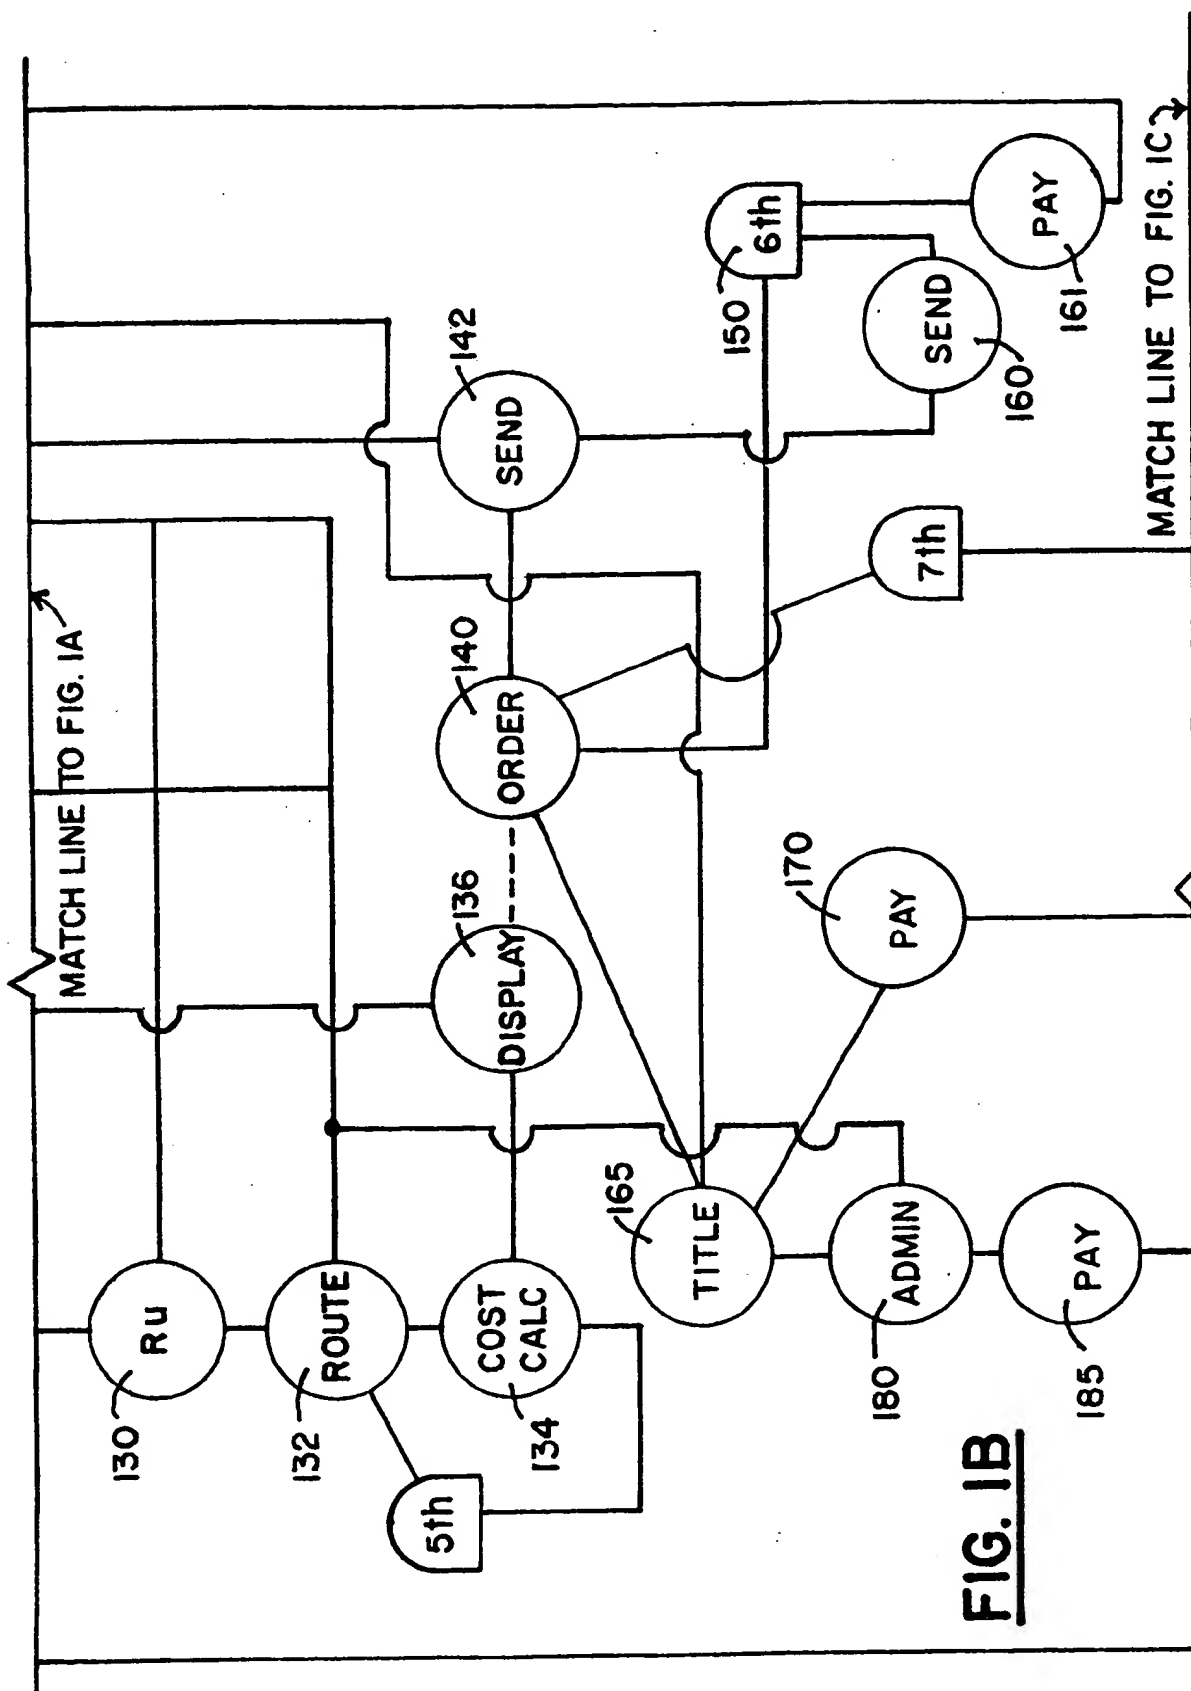 MATCH LINE TO FIG. 1A
130
RU
132
ROUTE
5th
134
COST
CALC
136
DISPLAY
140
ORDER
142
SEND
165
TITLE
180
ADMIN
185
PAY
170
PAY
7th
150
6th
160
SEND
161
PAY
MATCH LINE TO FIG. 1C
FIG. 1B